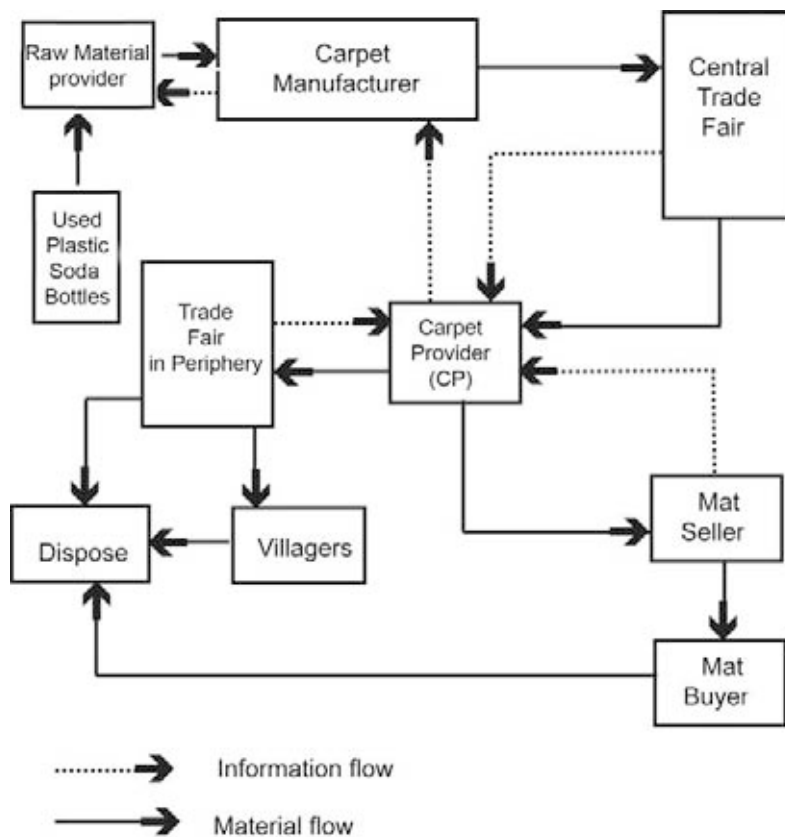 Raw Material
provider
Carpet
Manufacturer
Central
Trade
Fair
Used
Plastic
Soda
Bottles
Trade
Fair
in Periphery
Carpet
Provider
(CP)
Mat
Seller
Dispose
Villagers
Mat
Buyer
Information flow
Material flow